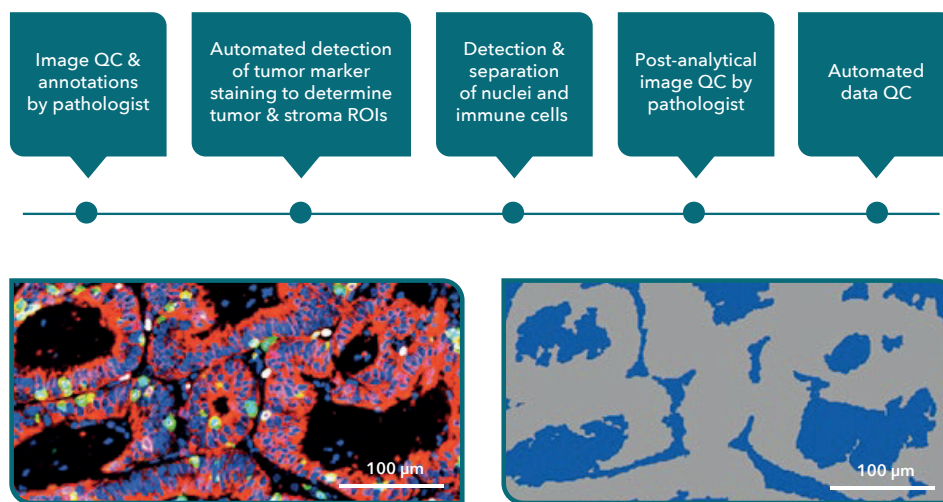 Image QC &
annotations
by pathologist
Automated detection
of tumor marker
staining to determine
tumor & stroma ROIs
Detection &
separation
of nuclei and
immune cells
Post-analytical
image QC by
pathologist
Automated
data QC
100 µm
100 µm